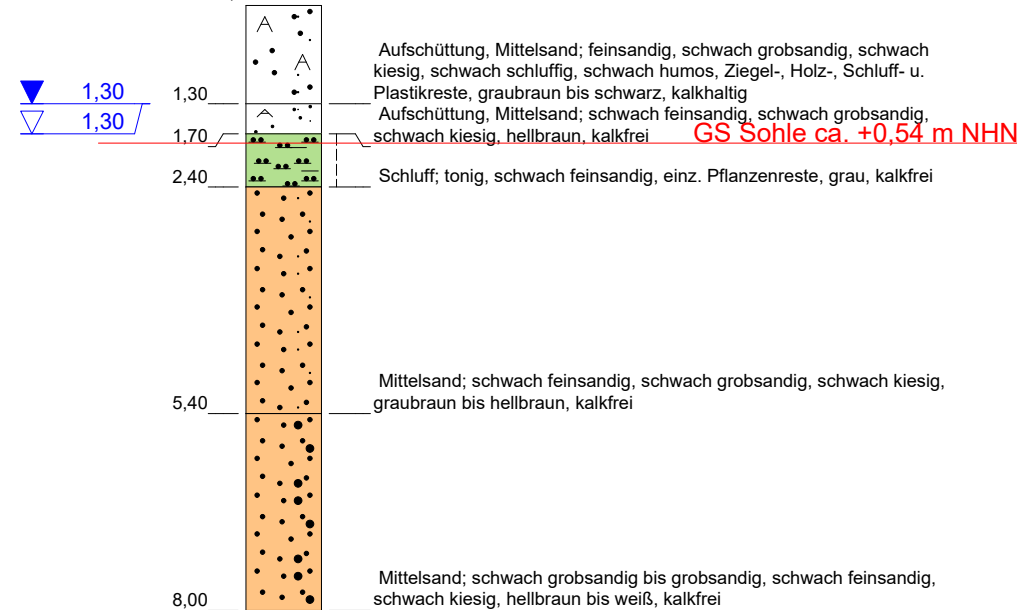 Aufschüttung, Mittelsand; feinsandig, schwach grobsandig, schwach
kiesig, schwach schluffig, schwach humos, Ziegel-, Holz-, Schluff- u.
Plastikreste, graubraun bis schwarz, kalkhaltig
1,30
1,30
1,30
Aufschüttung, Mittelsand; schwach feinsandig, schwach grobsandig,
schwach kiesig, hellbraun, kalkfrei
1,70
GS Sohle ca. +0,54 m NHN
Schluff; tonig, schwach feinsandig, einz. Pflanzenreste, grau, kalkfrei
2,40
Mittelsand; schwach feinsandig, schwach grobsandig, schwach kiesig,
graubraun bis hellbraun, kalkfrei
5,40
Mittelsand; schwach grobsandig bis grobsandig, schwach feinsandig,
schwach kiesig, hellbraun bis weiß, kalkfrei
8,00